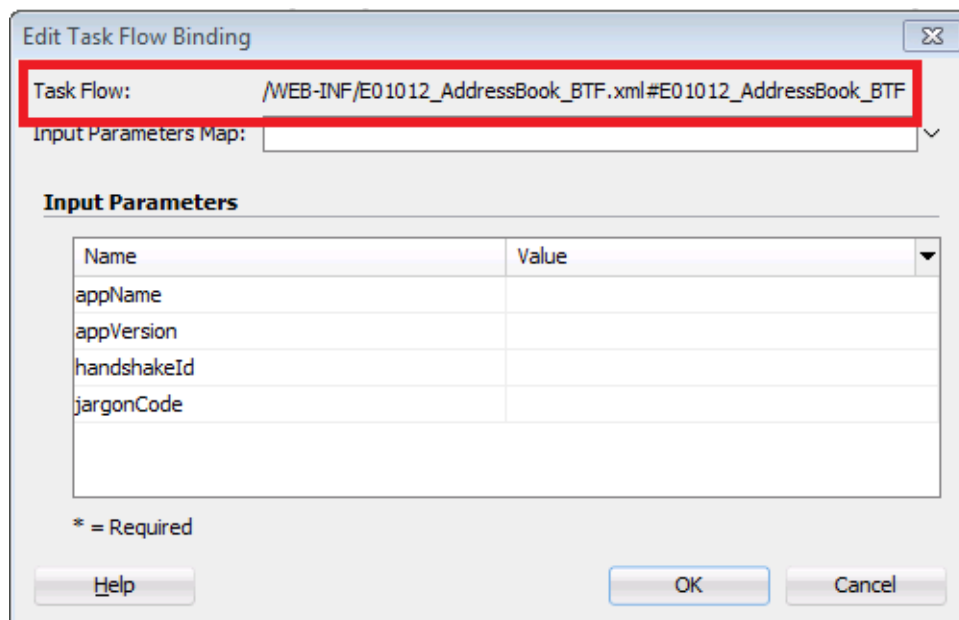 Edit Task Flow Binding
Task Flow: /WEB-INF/E01012_AddressBook_BTF.xml#E01012_AddressBook_BTF
Input Parameters Map:
Input Parameters
Name Value
appName
appVersion
handshakeId
jargonCode
* = Required
Help OK Cancel